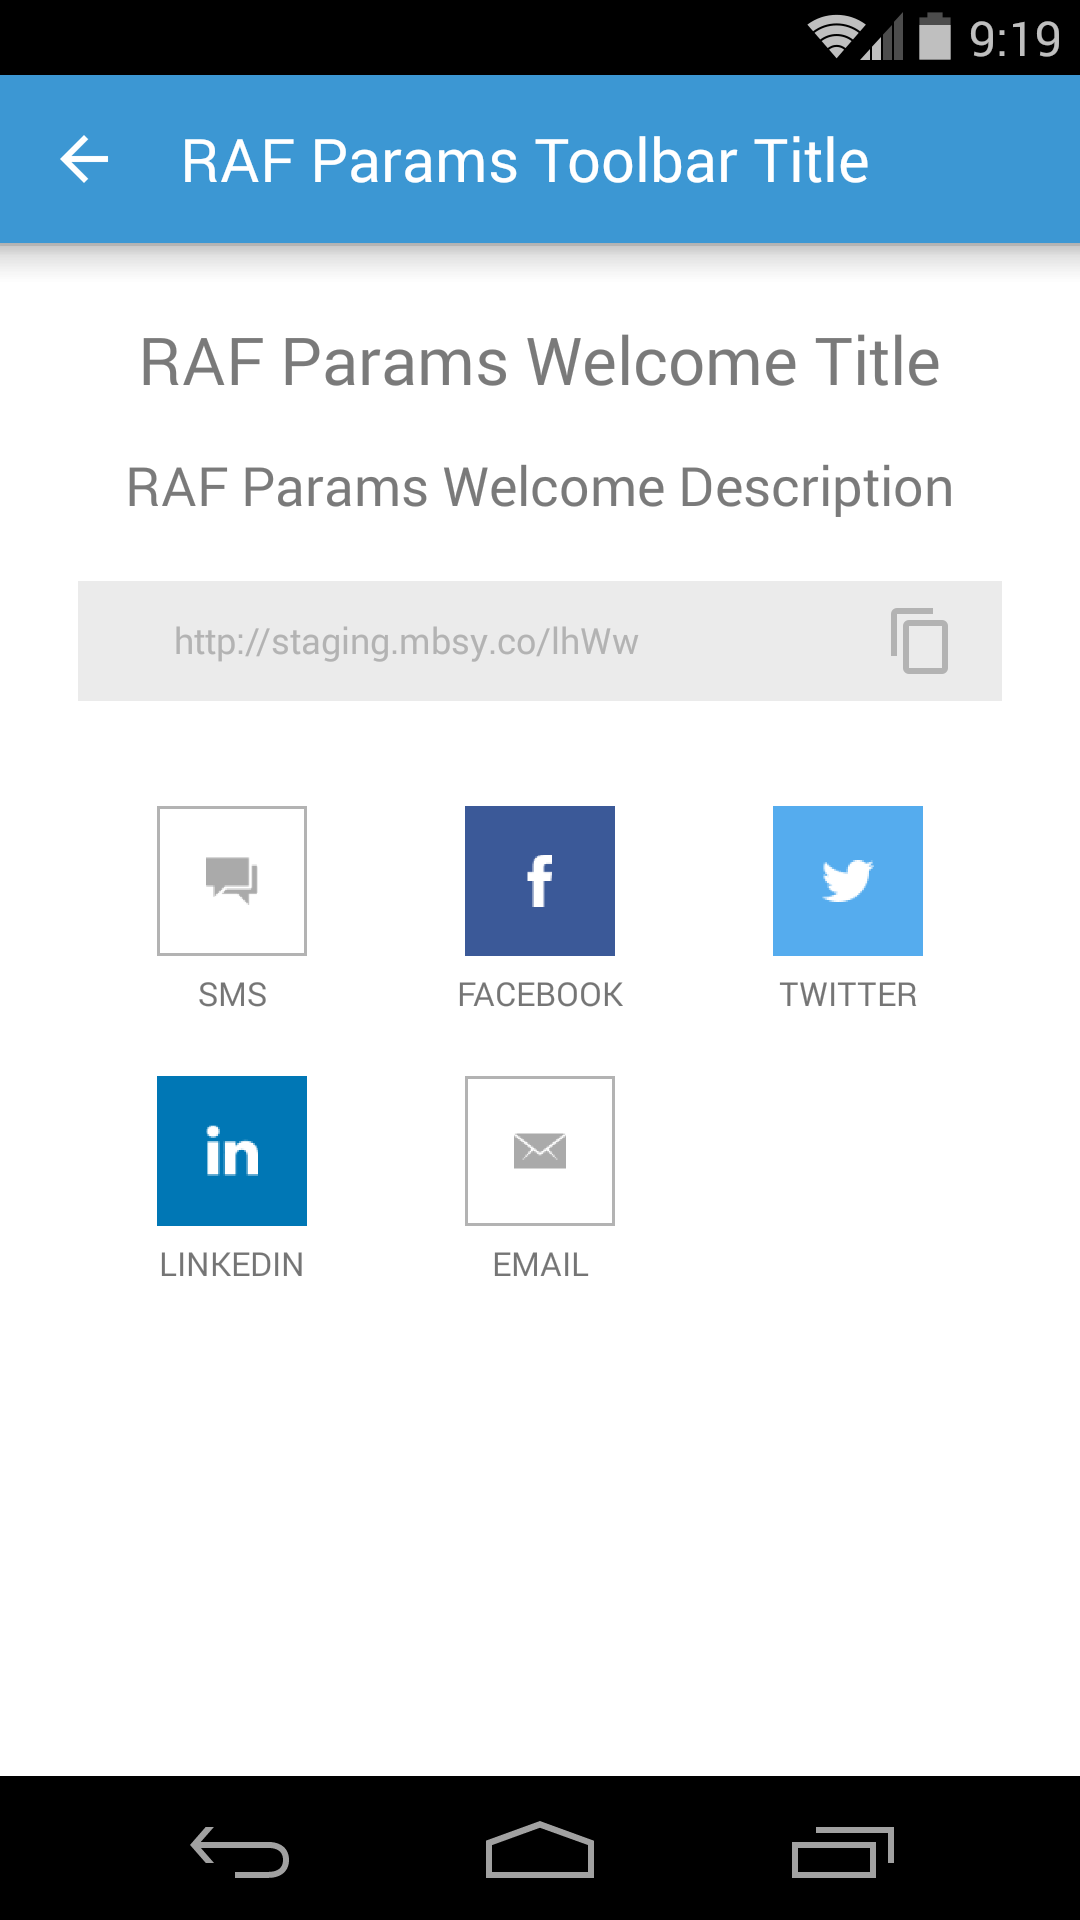 9:19
RAF Params Toolbar Title
RAF Params Welcome Title
RAF Params Welcome Description
http://staging.mbsy.co/lhWw
SMS
FACEBOOK
TWITTER
LINKEDIN
EMAIL